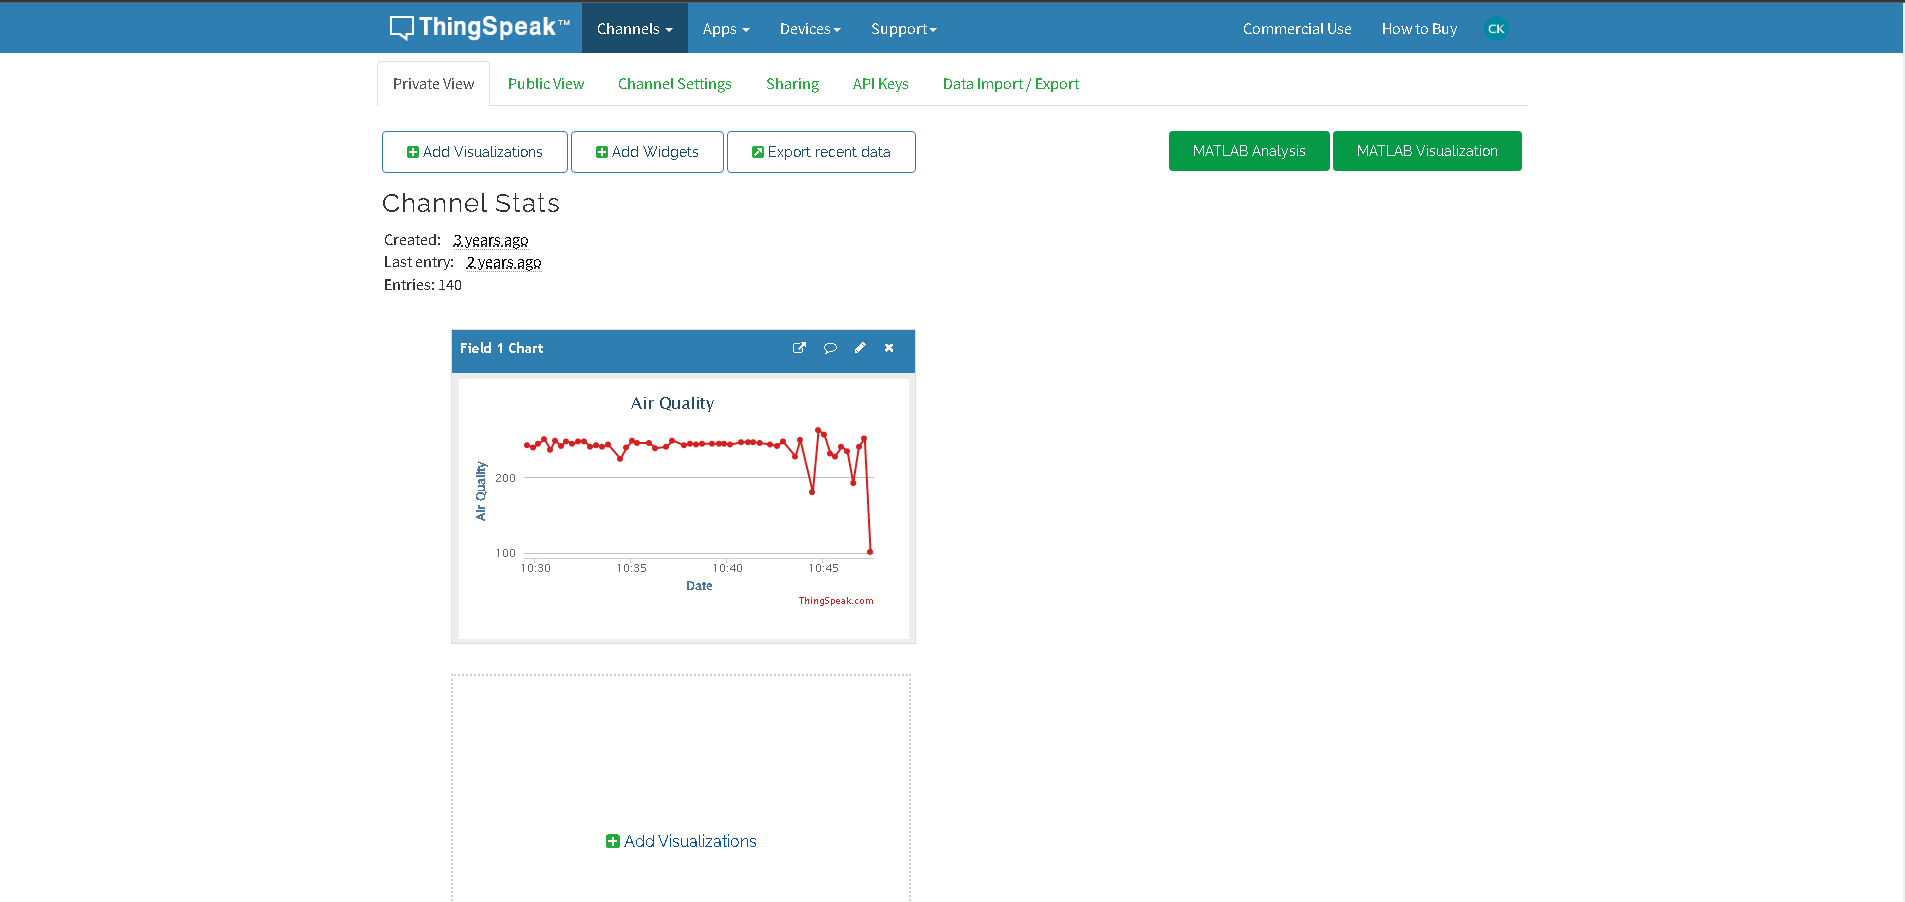 ThingSpeak™ Channels Apps Devices Support Commercial Use How to Buy CK
Private View Public View Channel Settings Sharing API Keys Data Import / Export
Add Visualizations Add Widgets Export recent data MATLAB Analysis MATLAB Visualization
Channel Stats
Created: 3 years ago
Last entry: 2 years ago
Entries: 140
Field 1 Chart
Air Quality
Air Quality
200
100
10:30 10:35 10:40 10:45
Date
ThingSpeak.com
Add Visualizations